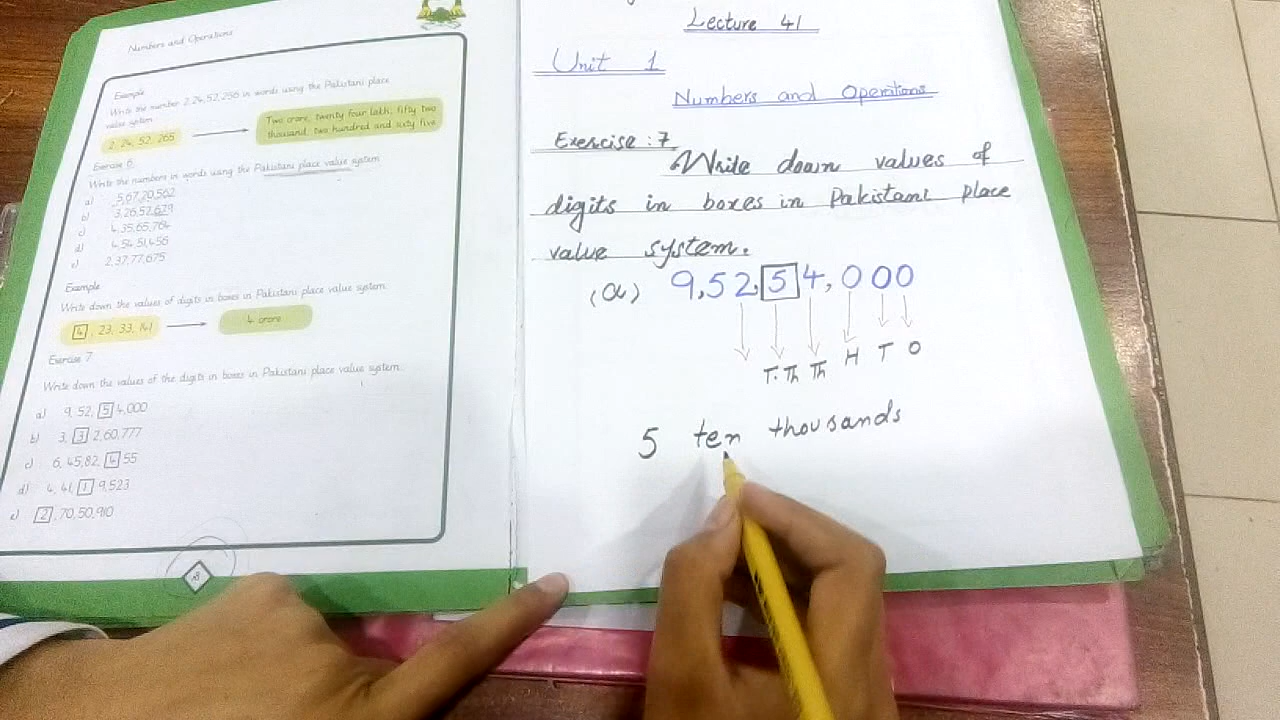 Numbers and Operations
Example
Write the number 2,24,52,256 in words using the Pakistani place
value system
2, 24, 52, 265
Two crore, twenty four lakh, fifty two
thousand, two hundred and sixty five
Exercise 6
Write the numbers in words using the Pakistani place value system
a) 5,67,20,562
b) 3,26,52,679
c) 4,35,65,764
d) 4,54,51,456
e) 2,37,77,675
Example
Write down the values of digits in boxes in Pakistani place value system.
4, 23, 33, 141
4 crore
Exercise 7
Write down the values of the digits in boxes in Pakistani place value system.
a) 9, 52, 5 4,000
b) 3, 3 2,60,777
c) 6,45,82, 4 55
d) 4, 41, 1 9,523
e) 2 ,70,50,910
Lecture 41
Unit 1
Numbers and Operations
Exercise :7
Write down values of
digits in boxes in Pakistani place
value system.
(a) 9,52,5 4,000
T.Th Th H T O
5 ten thousands